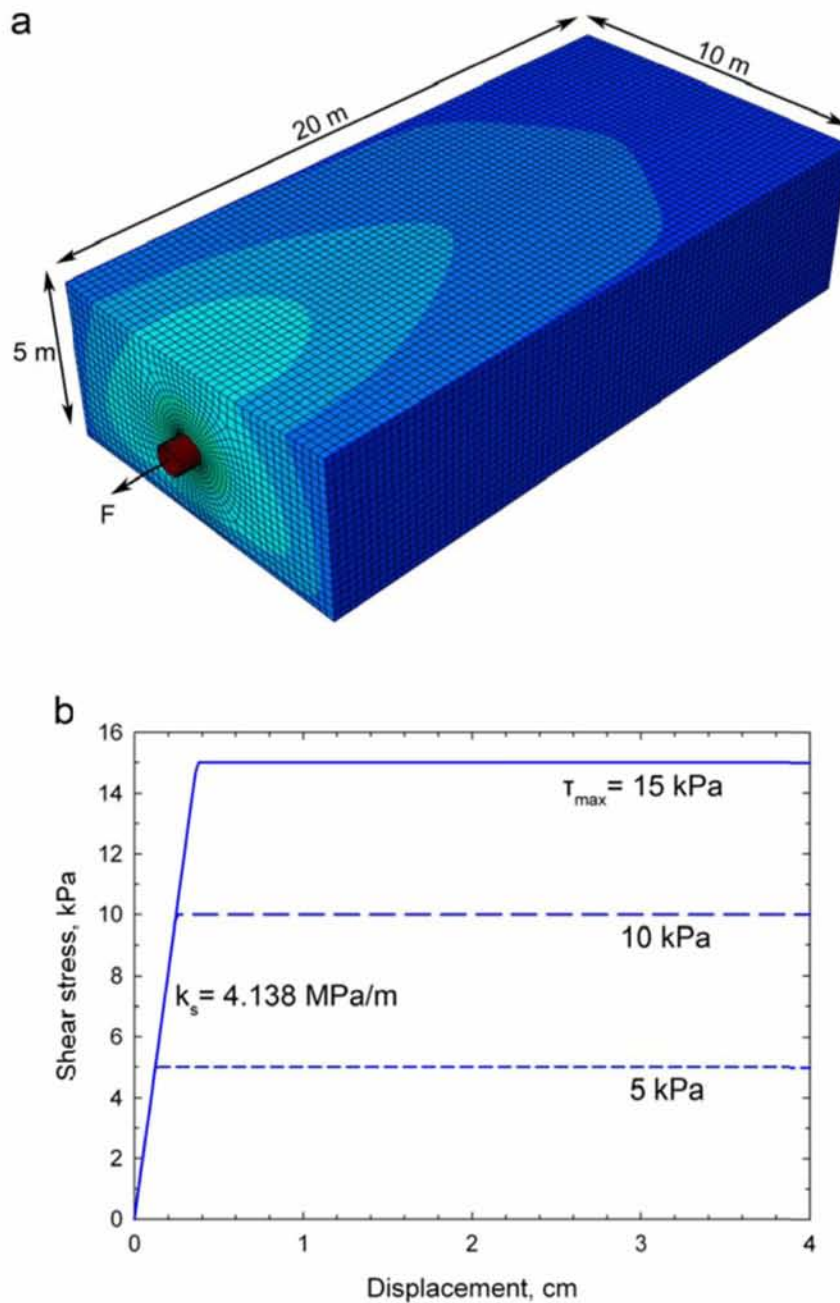 a
20 m
10 m
5 m
F
b
16
14
12
10
8
6
4
2
0
Shear stress, kPa
τmax= 15 kPa
10 kPa
ks= 4.138 MPa/m
5 kPa
0
1
2
3
4
Displacement, cm